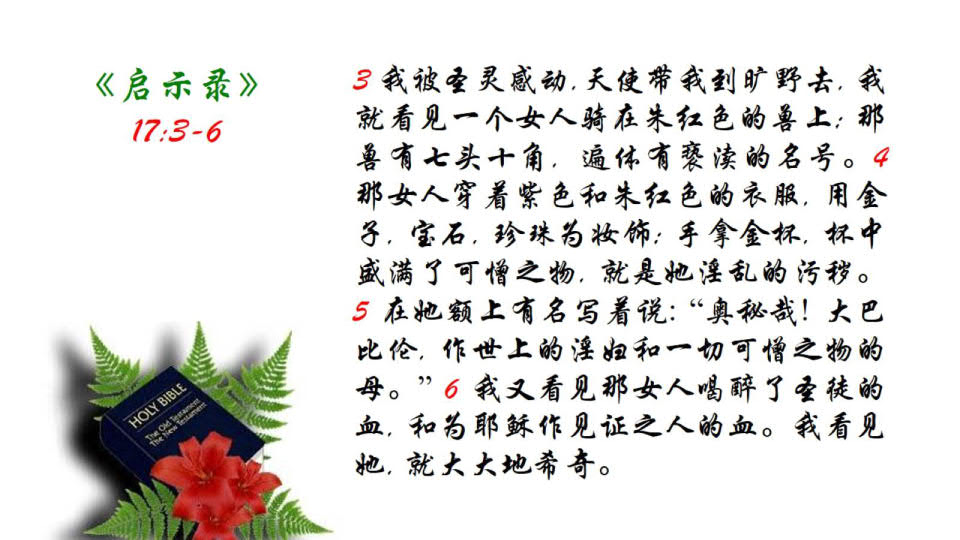 《启示录》
17:3-6
3 我被圣灵感动,天使带我到旷野去,我
就看见一个女人骑在朱红色的兽上;那
兽有七头十角,遍体有亵渎的名号。4
那女人穿着紫色和朱红色的衣服,用金
子,宝石,珍珠为妆饰;手拿金杯,杯中
盛满了可憎之物,就是她淫乱的污秽。
5 在她额上有名写着说:“奥秘哉!大巴
比伦,作世上的淫妇和一切可憎之物的
母。”6 我又看见那女人喝醉了圣徒的
血,和为耶稣作见证之人的血。我看见
她,就大大地希奇。
HOLY BIBLE
The Old Testament
The New Testament